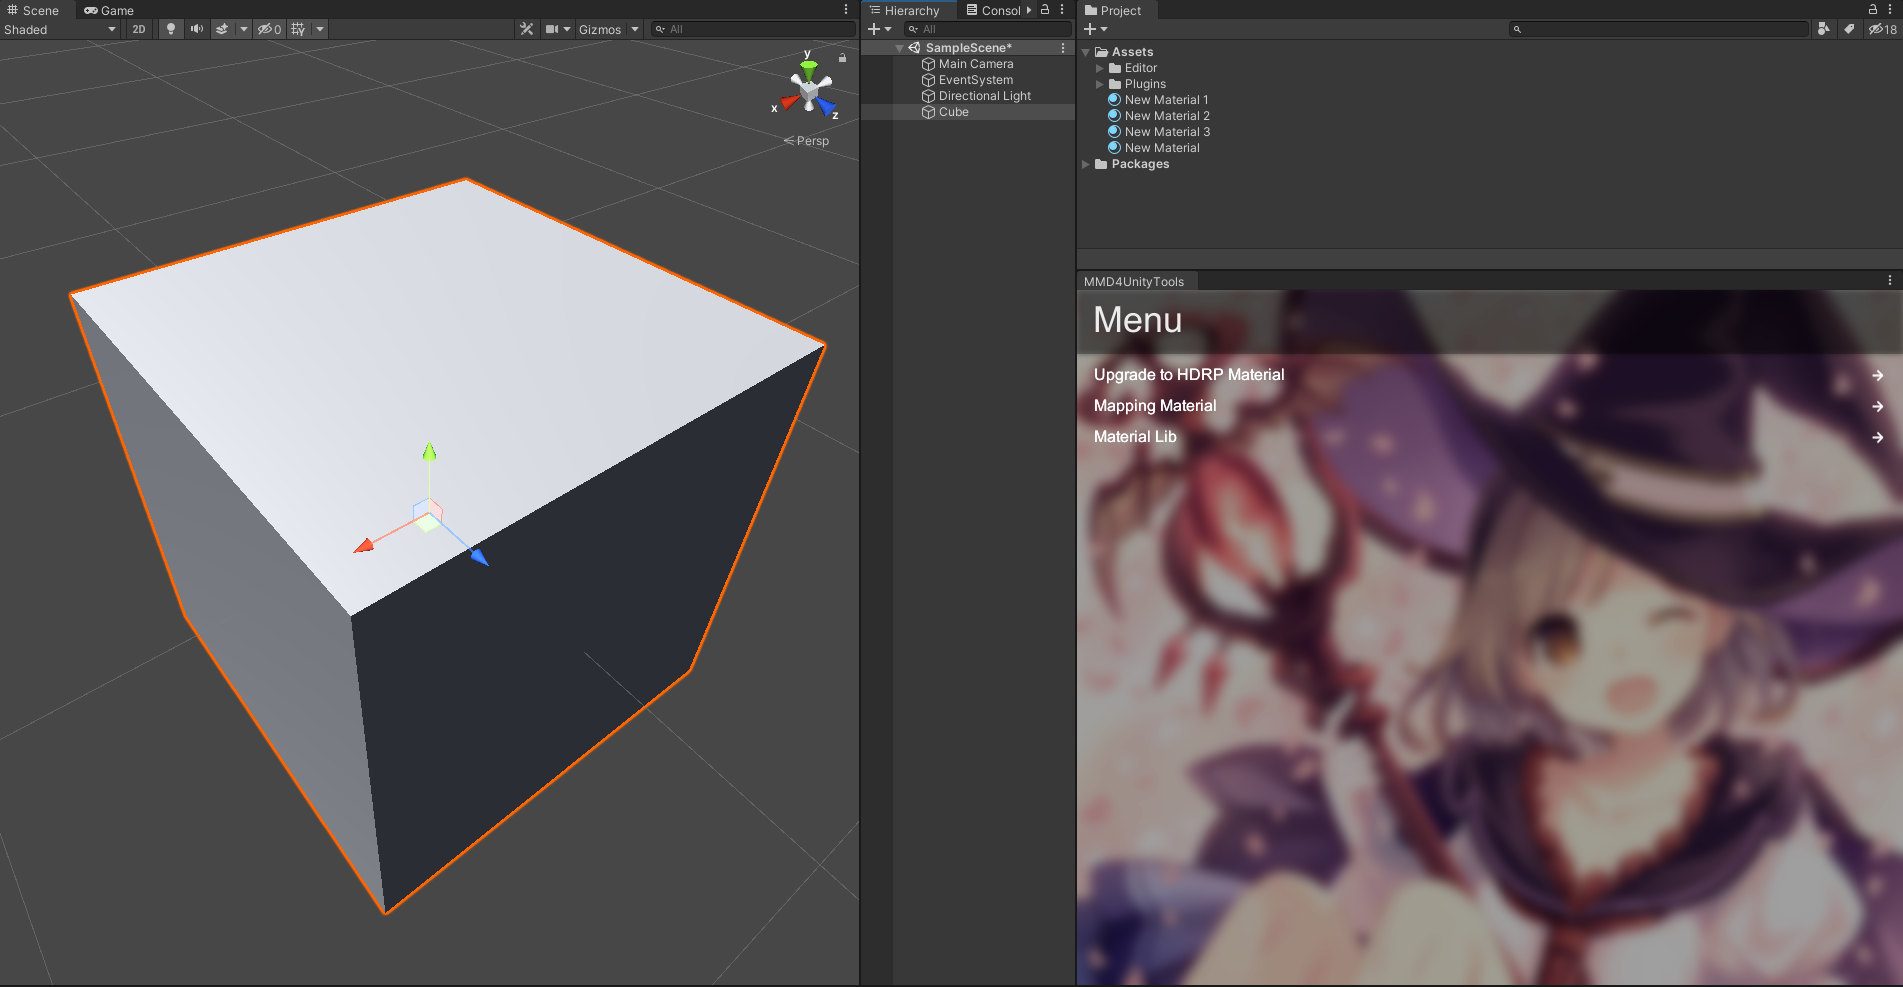 Scene Game
Shaded 2D 0 Gizmos All
y
x
z
Persp
Hierarchy Consol
All
SampleScene*
Main Camera
EventSystem
Directional Light
Cube
Project
18
Assets
Editor
Plugins
New Material 1
New Material 2
New Material 3
New Material
Packages
MMD4UnityTools
Menu
Upgrade to HDRP Material
Mapping Material
Material Lib